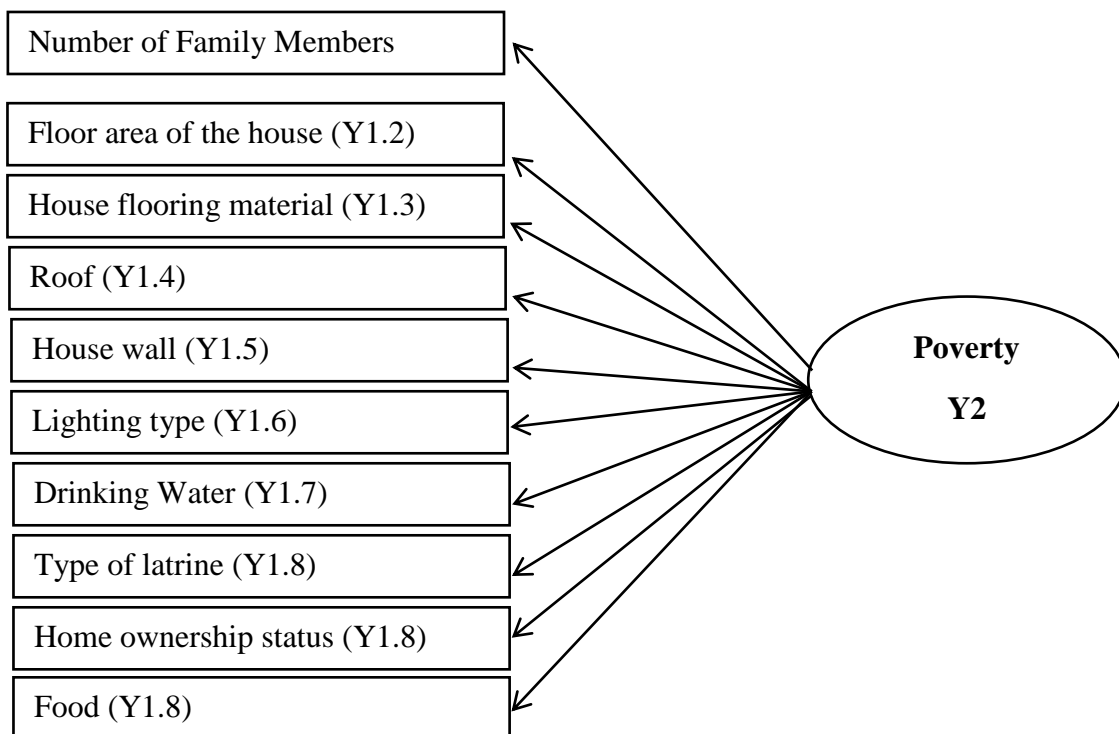 Number of Family Members
Floor area of the house (Y1.2)
House flooring material (Y1.3)
Roof (Y1.4)
House wall (Y1.5)
Lighting type (Y1.6)
Drinking Water (Y1.7)
Type of latrine (Y1.8)
Home ownership status (Y1.8)
Food (Y1.8)
Poverty
Y2